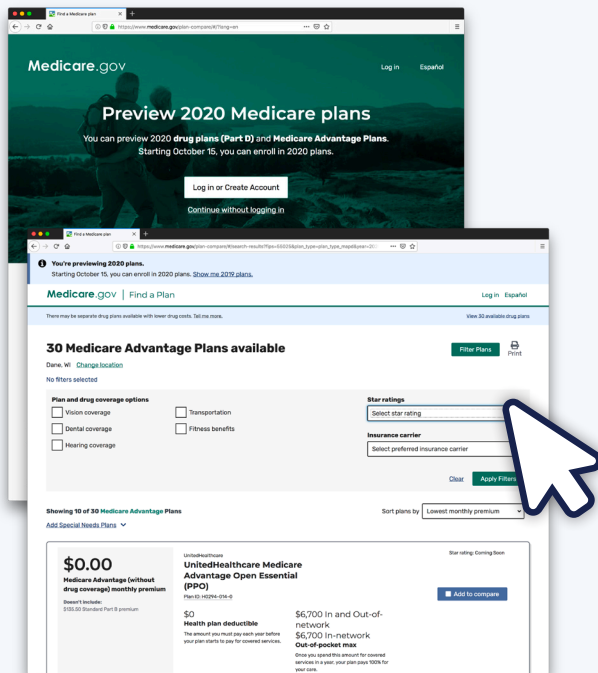 Find a Medicare plan
https://www.medicare.gov/plan-compare/#/?lang=en
Medicare.gov
Log in Español
Preview 2020 Medicare plans
You can preview 2020 drug plans (Part D) and Medicare Advantage Plans.
Starting October 15, you can enroll in 2020 plans.
Log in or Create Account
Continue without logging in
Find a Medicare plan
You're previewing 2020 plans.
Starting October 15, you can enroll in 2020 plans. Show me 2019 plans.
Medicare.gov | Find a Plan
Log in Español
There may be separate drug plans available with lower drug costs. Tell me more.
View 30 available drug plans
30 Medicare Advantage Plans available
Filter Plans
Print
Dane, WI Change location
No filters selected
Plan and drug coverage options
Vision coverage
Transportation
Dental coverage
Fitness benefits
Hearing coverage
Star ratings
Select star rating
Insurance carrier
Select preferred insurance carrier
Clear
Apply Filters
Showing 10 of 30 Medicare Advantage Plans
Sort plans by Lowest monthly premium
Add Special Needs Plans
$0.00
Medicare Advantage (without
drug coverage) monthly premium
Doesn't include:
$135.50 Standard Part B premium
UnitedHealthcare
UnitedHealthcare Medicare
Advantage Open Essential
(PPO)
Plan ID: H0294-014-0
$0
Health plan deductible
The amount you must pay each year before
your plan starts to pay for covered services.
$6,700 In and Out-of-
network
$6,700 In-network
Out-of-pocket max
Once you spend this amount for covered
services in a year, your plan pays 100% for
your care.
Star rating: Coming Soon
Add to compare